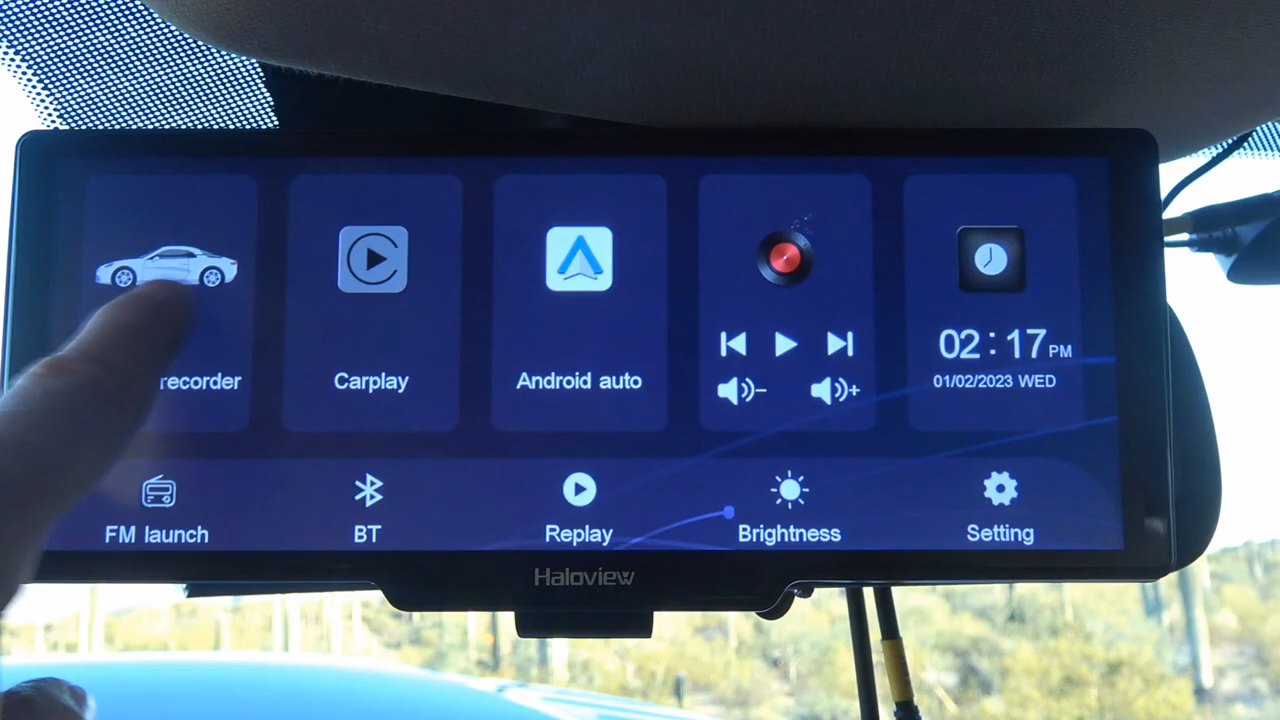 recorder
Carplay
Android auto
02:17 PM
01/02/2023 WED
FM launch
BT
Replay
Brightness
Setting
Haloview